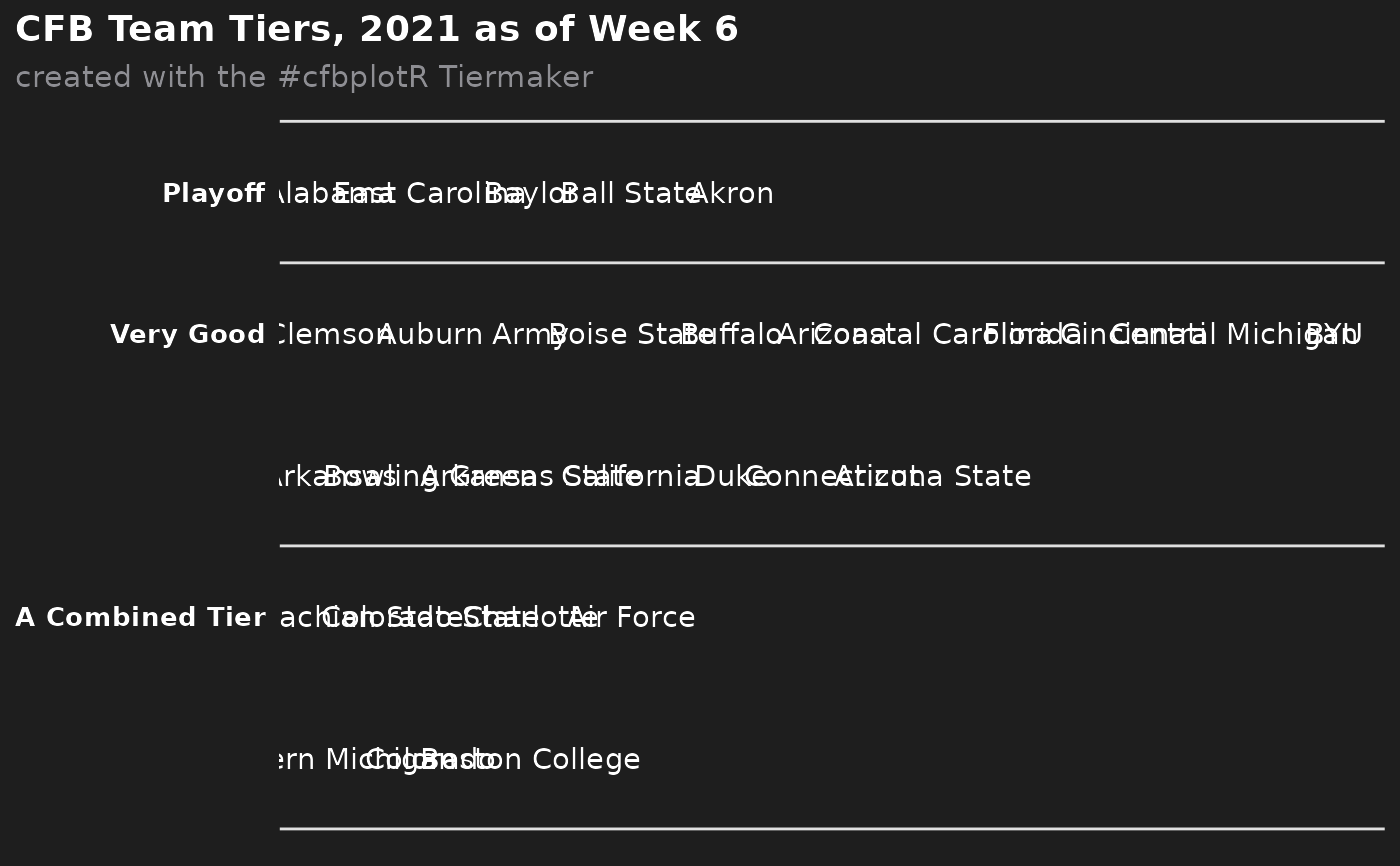 CFB Team Tiers, 2021 as of Week 6
created with the #cfbplotR Tiermaker
Playoff Alabama East Carolina Baylor Ball State Akron
Very Good Clemson Auburn Army Boise State Buffalo Arizona Coastal Carolina Florida Cincinnati Central Michigan BYU
Arkansas Bowling Green Arkansas State California Duke Connecticut Arizona State
A Combined Tier achian State Colorado State Charlotte Air Force
ern Michigan Colorado Boston College